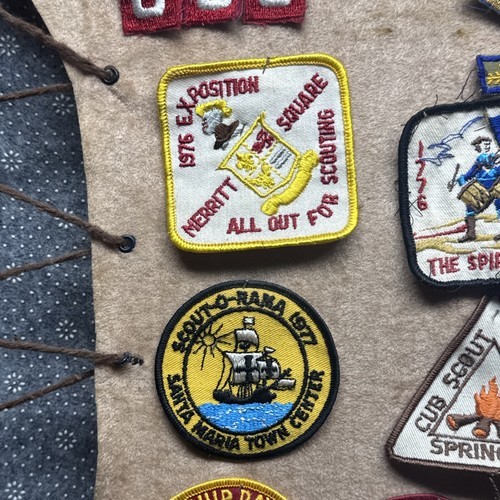 1976 EXPOSITION
MERRITT SQUARE
ALL OUT FOR SCOUTING
1776
THE SPI
SCOUT-O-RAMA 1977
SANTA MARIA TOWN CENTER
CUB SCOUT
SPRING